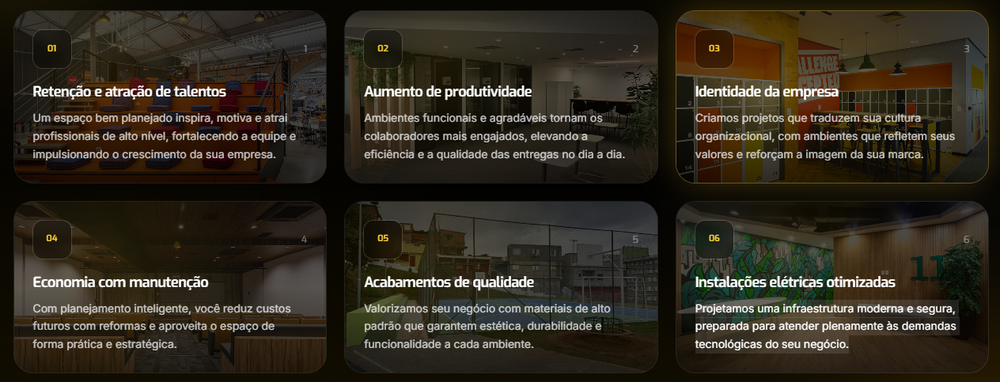 01
1
Retenção e atração de talentos
Um espaço bem planejado inspira, motiva e atrai
profissionais de alto nível, fortalecendo a equipe e
impulsionando o crescimento da sua empresa.
02
2
Aumento de produtividade
Ambientes funcionais e agradáveis tornam os
colaboradores mais engajados, elevando a
eficiência e a qualidade das entregas no dia a dia.
03
3
Identidade da empresa
Criamos projetos que traduzem sua cultura
organizacional, com ambientes que refletem seus
valores e reforçam a imagem da sua marca.
04
4
Economia com manutenção
Com planejamento inteligente, você reduz custos
futuros com reformas e aproveita o espaço de
forma prática e estratégica.
05
5
Acabamentos de qualidade
Valorizamos seu negócio com materiais de alto
padrão que garantem estética, durabilidade e
funcionalidade a cada ambiente.
06
6
11
Instalações elétricas otimizadas
Projetamos uma infraestrutura moderna e segura,
preparada para atender plenamente às demandas
tecnológicas do seu negócio.